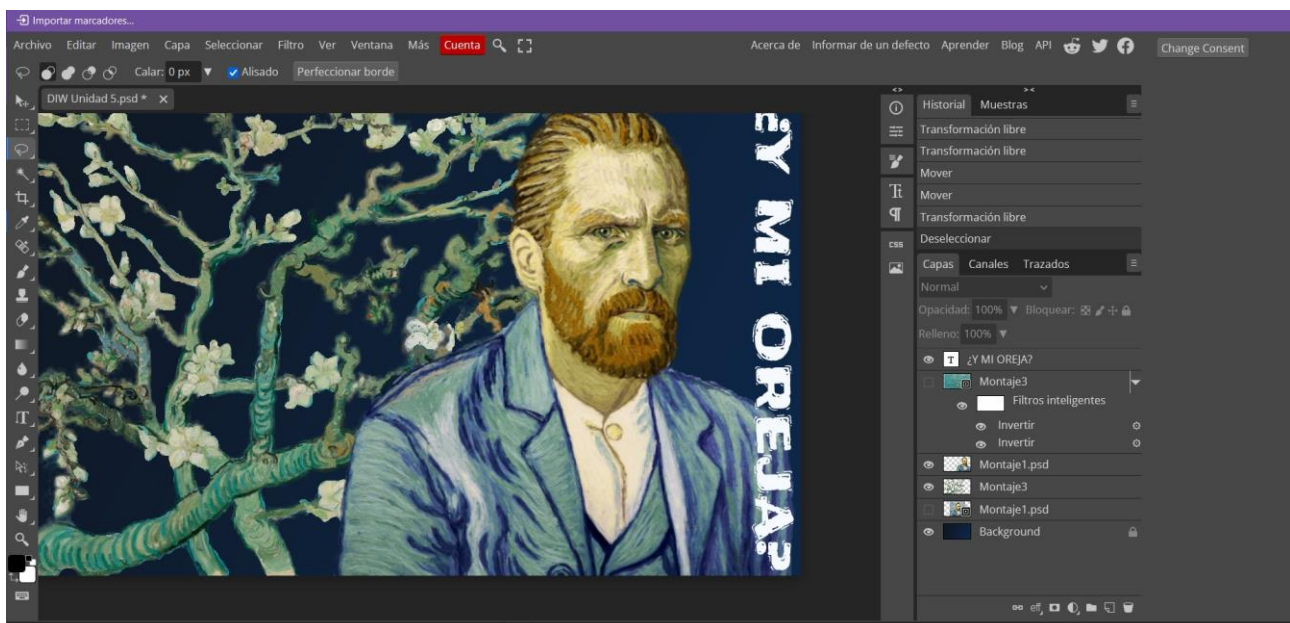 Importar marcadores...
Archivo Editar Imagen Capa Seleccionar Filtro Ver Ventana Más Cuenta Acerca de Informar de un defecto Aprender Blog API Change Consent
Calar: 0 px Alisado Perfeccionar borde
DIW Unidad 5.psd *
Historial Muestras
Transformación libre
Transformación libre
Mover
Mover
Transformación libre
Deseleccionar
Capas Canales Trazados
Normal
Opacidad: 100% Bloquear:
Relleno: 100%
T ¿Y MI OREJA?
Montaje3
Filtros inteligentes
Invertir
Invertir
Montaje1.psd
Montaje3
Montaje1.psd
Background
CSS
eff
¿Y MI OREJA?